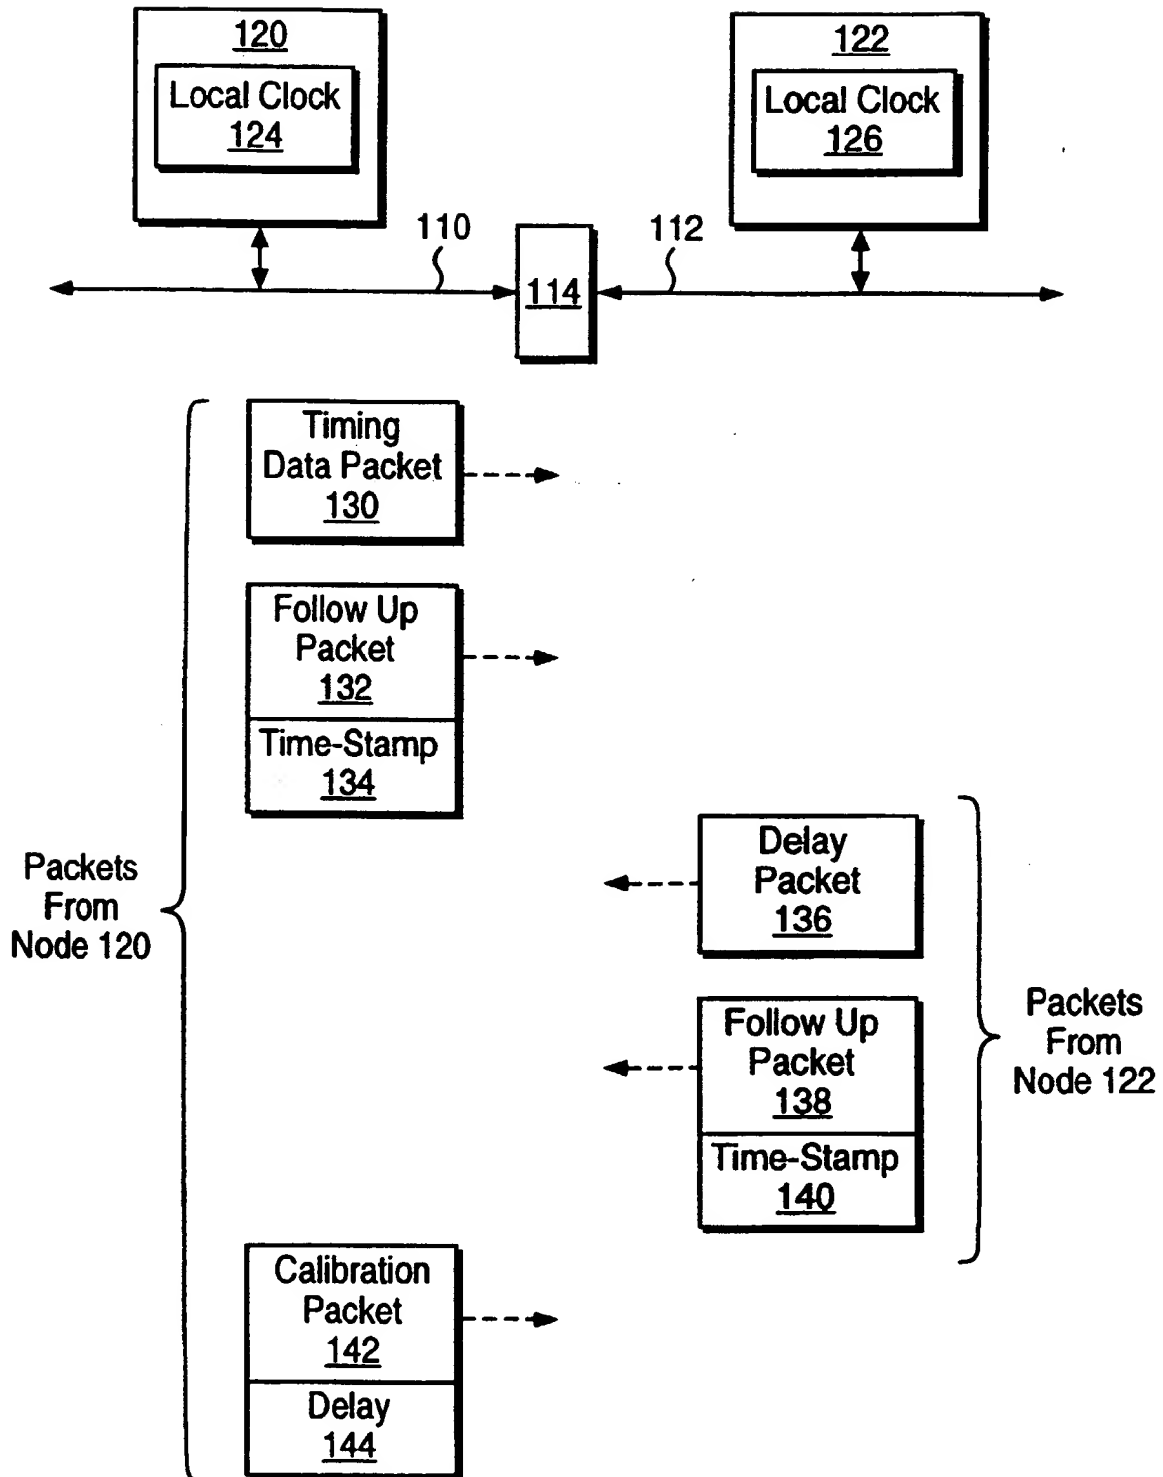 120
Local Clock
124
122
Local Clock
126
110
112
114
Timing
Data Packet
130
Follow Up
Packet
132
Time-Stamp
134
Packets
From
Node 120
Delay
Packet
136
Follow Up
Packet
138
Time-Stamp
140
Packets
From
Node 122
Calibration
Packet
142
Delay
144